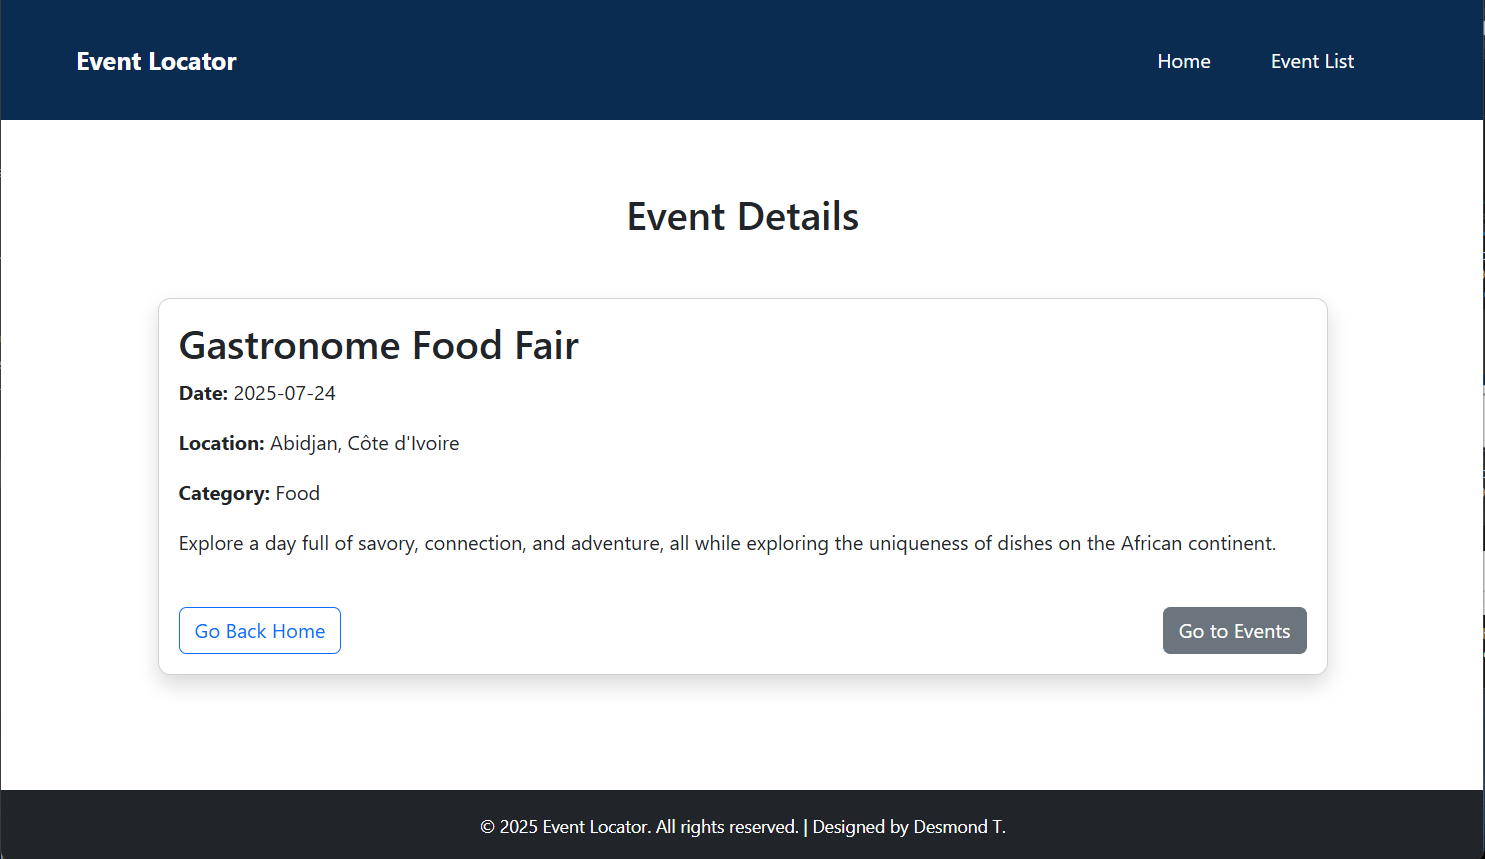 Event Locator
Home
Event List
Event Details
Gastronome Food Fair
Date: 2025-07-24
Location: Abidjan, Côte d'Ivoire
Category: Food
Explore a day full of savory, connection, and adventure, all while exploring the uniqueness of dishes on the African continent.
Go Back Home
Go to Events
© 2025 Event Locator. All rights reserved. | Designed by Desmond T.